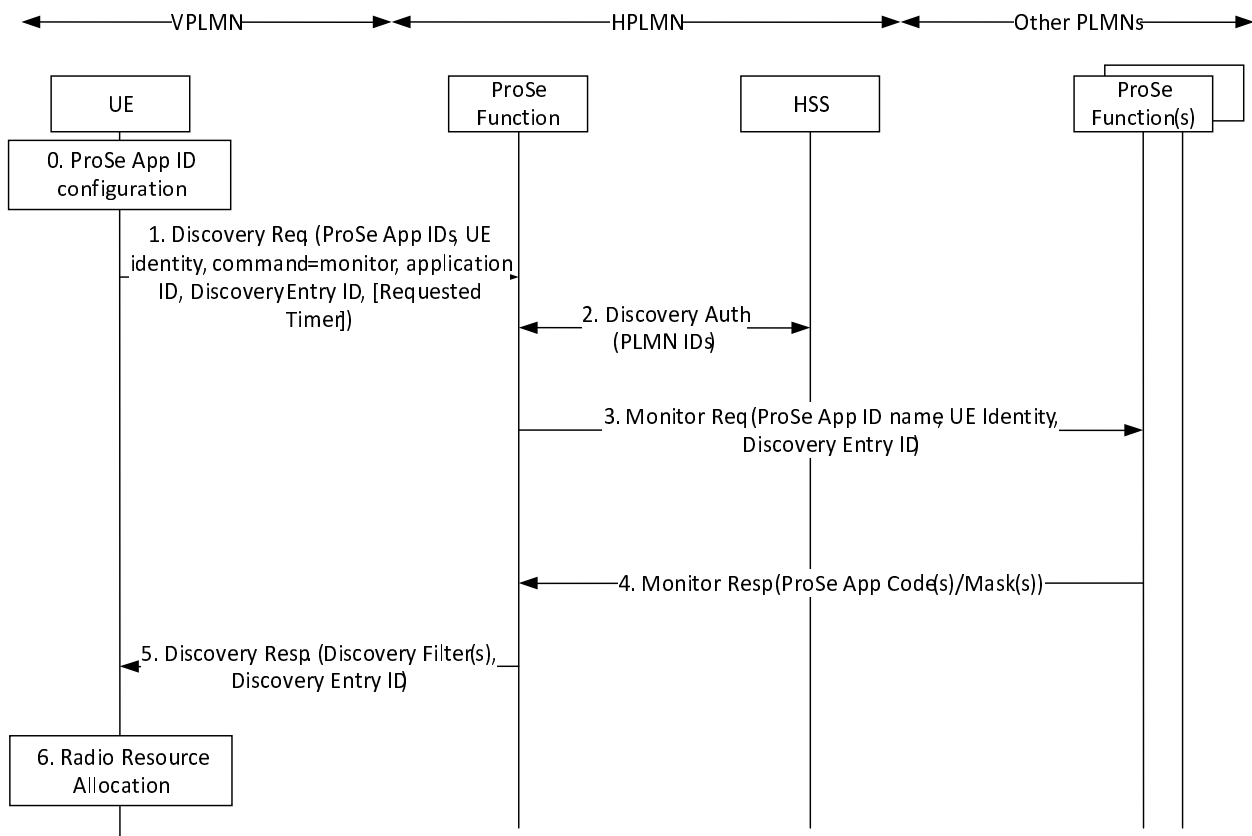 VPLMN HPLMN Other PLMNs
UE
ProSe
Function
HSS
ProSe
Function(s)
0. ProSe App ID
configuration
1. Discovery Req (ProSe App IDs, UE
identity, command=monitor, application
ID, Discovery Entry ID, [Requested
Timer])
2. Discovery Auth
(PLMN IDs)
3. Monitor Req (ProSe App ID name, UE Identity,
Discovery Entry ID)
4. Monitor Resp (ProSe App Code(s)/Mask(s))
5. Discovery Resp. (Discovery Filter(s),
Discovery Entry ID)
6. Radio Resource
Allocation